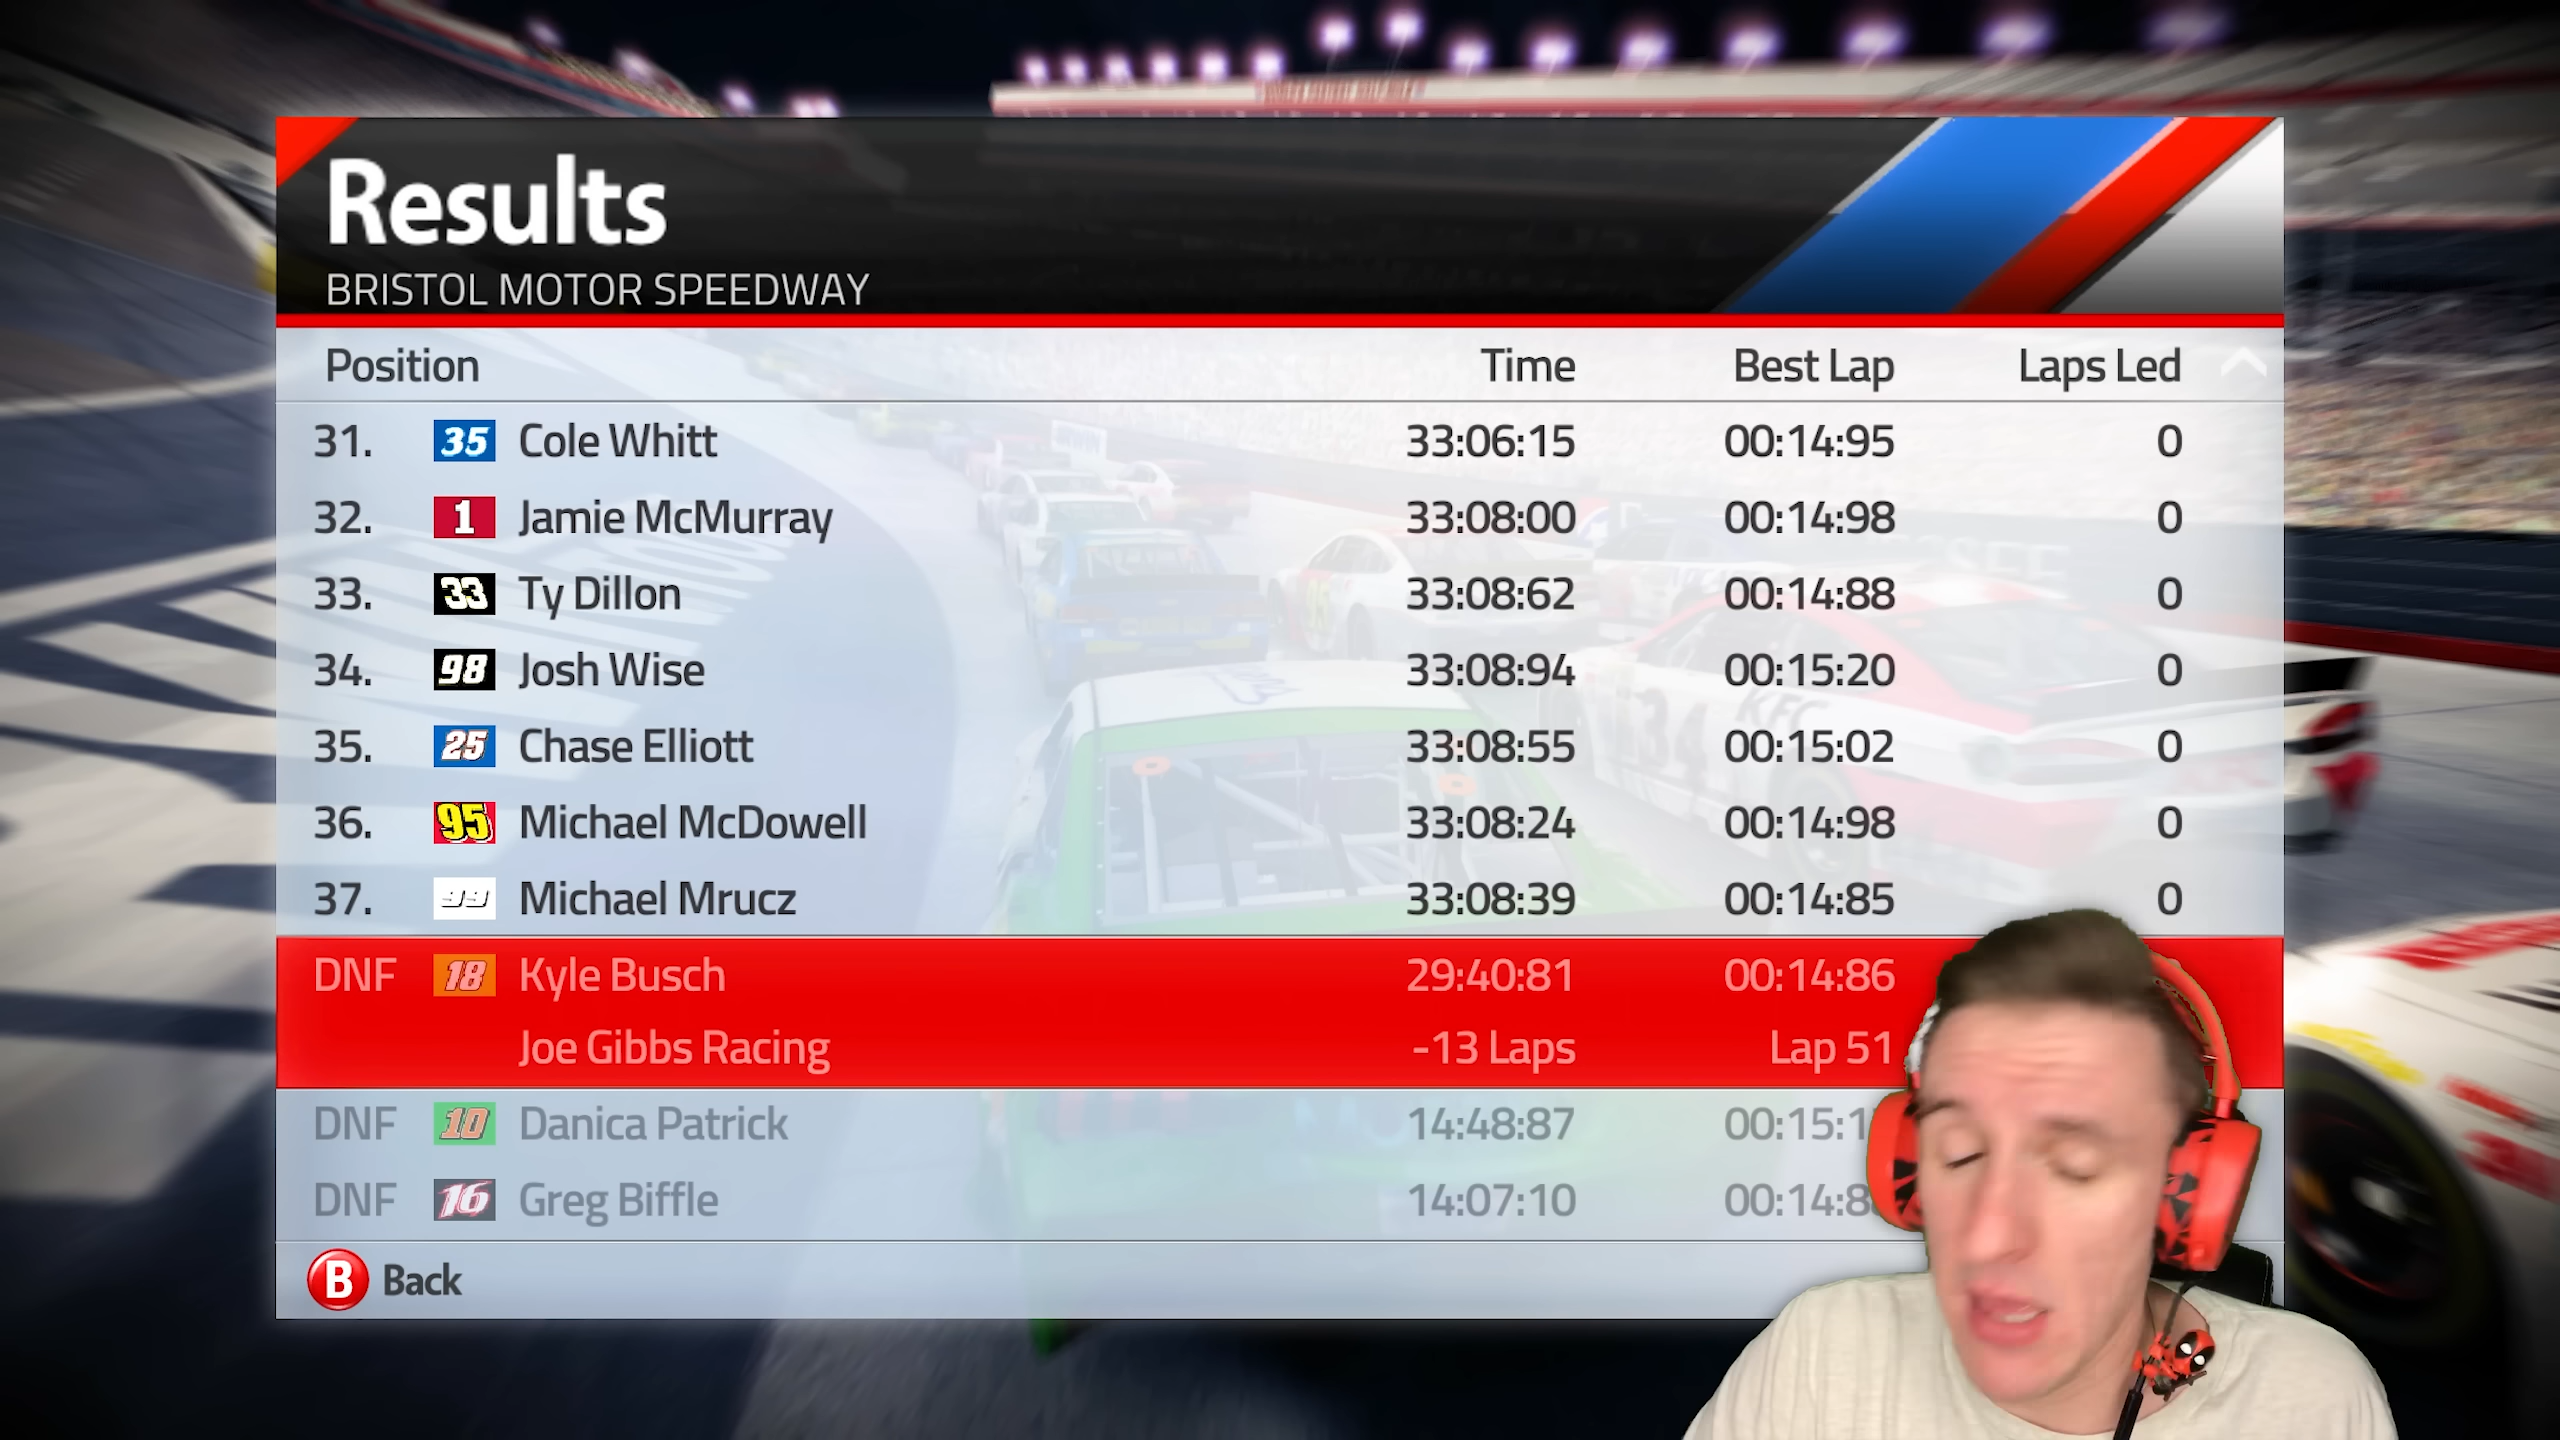 Results
BRISTOL MOTOR SPEEDWAY
Position Time Best Lap Laps Led
31. 35 Cole Whitt 33:06:15 00:14:95 0
32. 1 Jamie McMurray 33:08:00 00:14:98 0
33. 33 Ty Dillon 33:08:62 00:14:88 0
34. 98 Josh Wise 33:08:94 00:15:20 0
35. 25 Chase Elliott 33:08:55 00:15:02 0
36. 95 Michael McDowell 33:08:24 00:14:98 0
37. 99 Michael Mrucz 33:08:39 00:14:85 0
DNF 18 Kyle Busch 29:40:81 00:14:86
Joe Gibbs Racing -13 Laps Lap 51
DNF 10 Danica Patrick 14:48:87
DNF 16 Greg Biffle 14:07:10
B Back
34
KFC